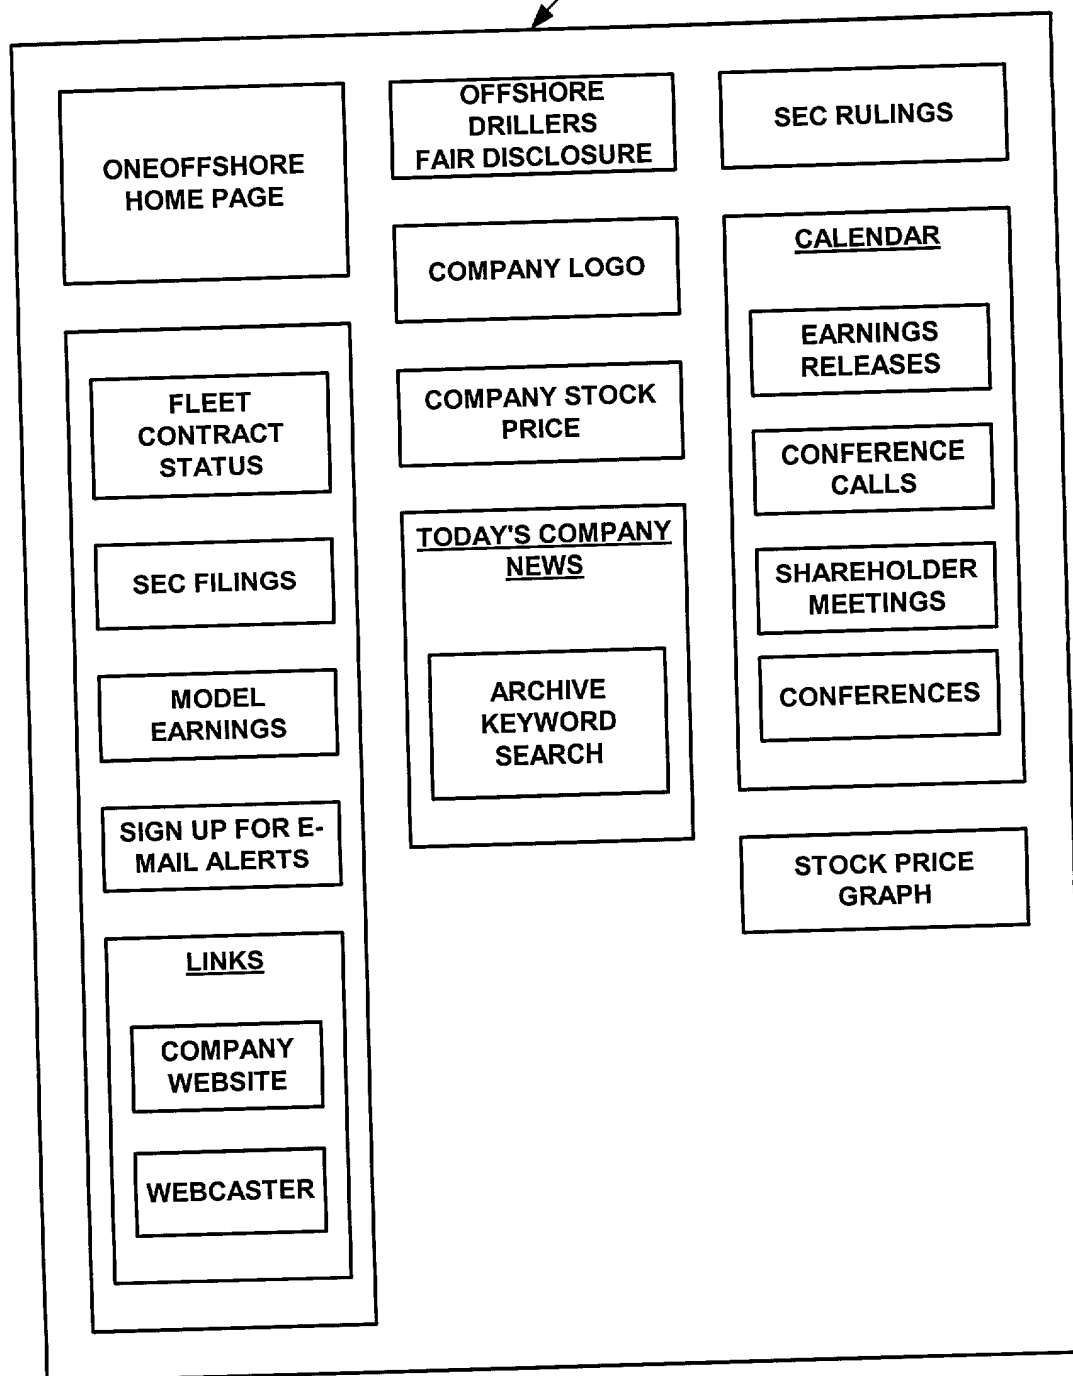 ONEOFFSHORE
HOME PAGE
FLEET
CONTRACT
STATUS
SEC FILINGS
MODEL
EARNINGS
SIGN UP FOR E-
MAIL ALERTS
LINKS
COMPANY
WEBSITE
WEBCASTER
OFFSHORE
DRILLERS
FAIR DISCLOSURE
COMPANY LOGO
COMPANY STOCK
PRICE
TODAY'S COMPANY
NEWS
ARCHIVE
KEYWORD
SEARCH
SEC RULINGS
CALENDAR
EARNINGS
RELEASES
CONFERENCE
CALLS
SHAREHOLDER
MEETINGS
CONFERENCES
STOCK PRICE
GRAPH